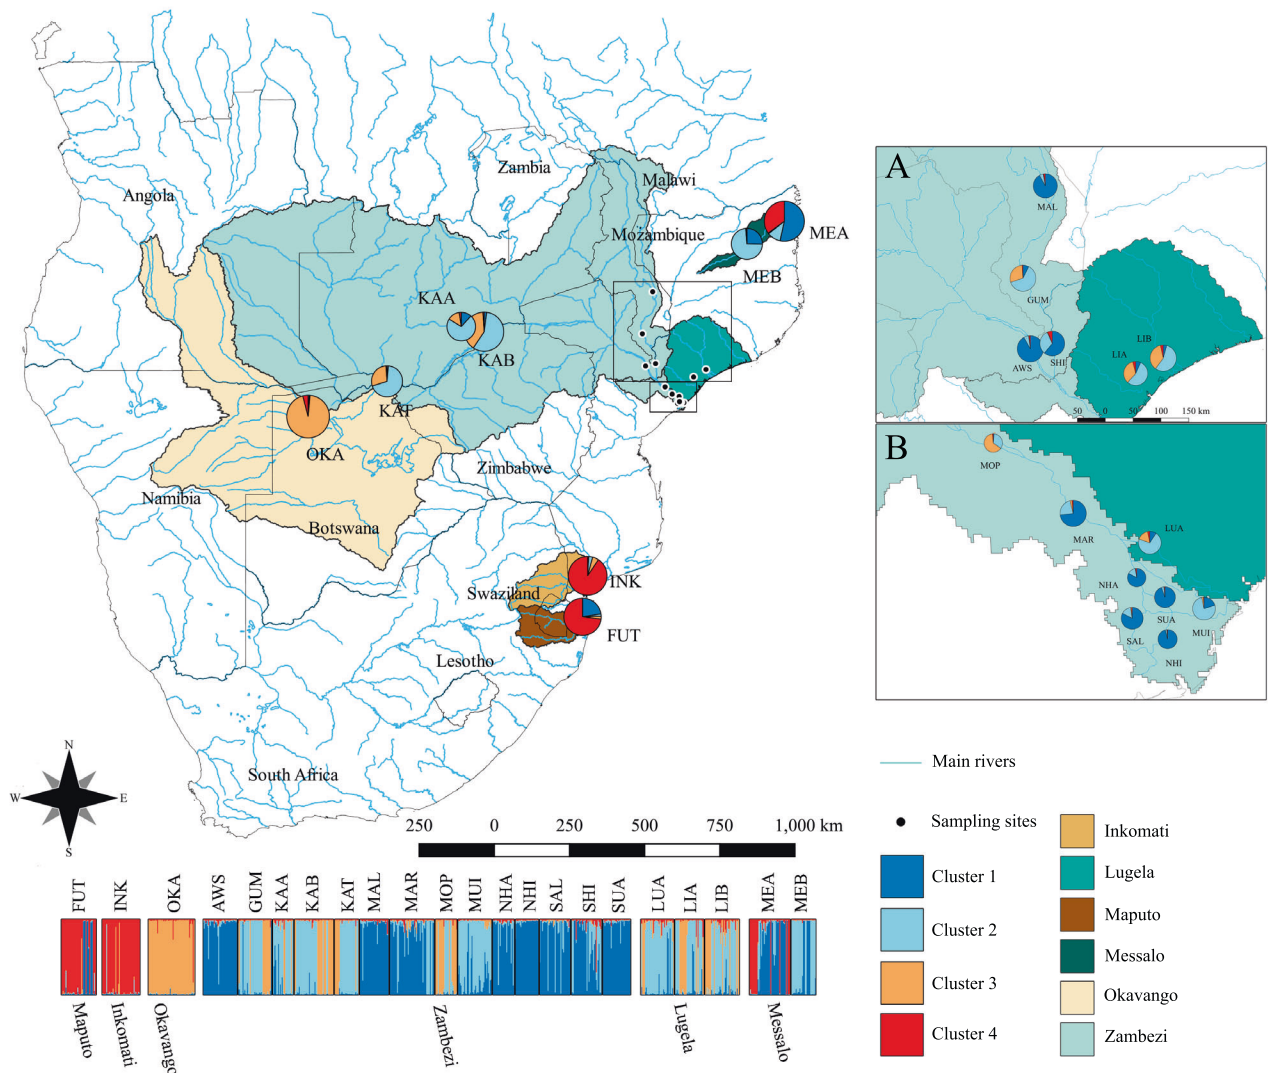 Angola
Zambia
Malawi
Mozambique
MEA
MEB
KAA
KAB
KAT
OKA
Zimbabwe
Namibia
Botswana
INK
Swaziland
FUT
Lesotho
South Africa
N
W
E
S
250 0 250 500 750 1,000 km
A
MAL
GUM
LIB
LIA
AWS
SHI
50 0 50 100 150 km
B
MOP
MAR
LUA
NHA
SUA
MUI
SAL
NHI
Main rivers
Sampling sites
Cluster 1
Cluster 2
Cluster 3
Cluster 4
Inkomati
Lugela
Maputo
Messalo
Okavango
Zambezi
FUT INK OKA AWS GUM KAA KAB KAT MAL MAR MOP MUI NHA NHI SAL SHI SUA LUA LIA LIB MEA MEB
Maputo Inkomati Okavango Zambezi Lugela Messalo